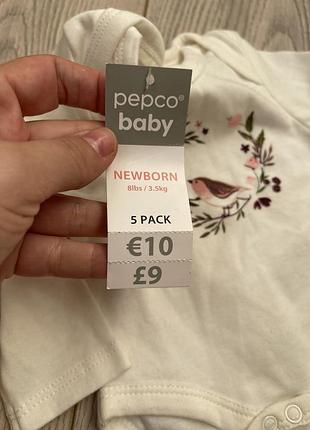 pepco®
baby
NEWBORN
8lbs / 3.5kg
5 PACK
€10
£9